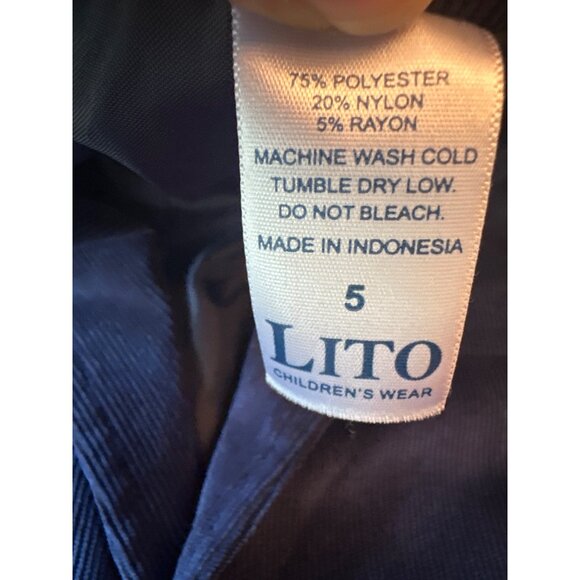 75% POLYESTER
20% NYLON
5% RAYON
MACHINE WASH COLD
TUMBLE DRY LOW.
DO NOT BLEACH.
MADE IN INDONESIA
5
LITO
CHILDREN'S WEAR